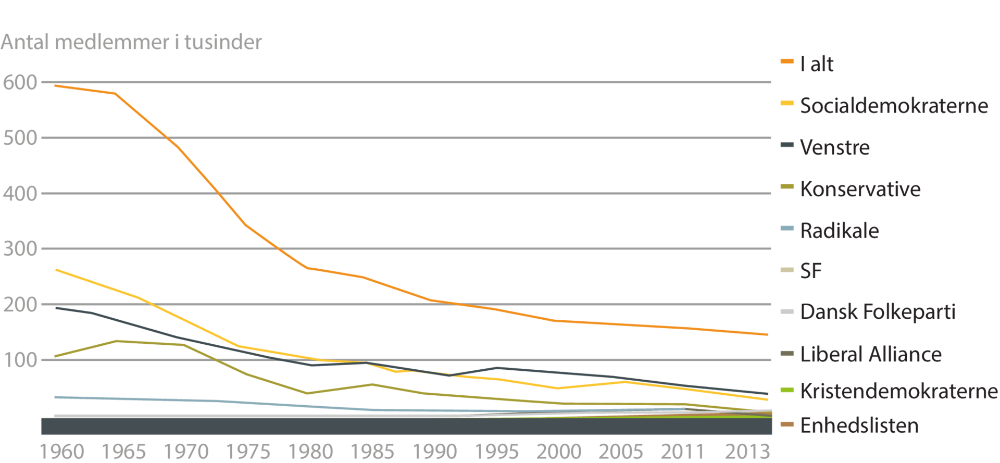 Antal medlemmer i tusinder
600
500
400
300
200
100
1960 1965 1970 1975 1980 1985 1990 1995 2000 2005 2011 2013
I alt
Socialdemokraterne
Venstre
Konservative
Radikale
SF
Dansk Folkeparti
Liberal Alliance
Kristendemokraterne
Enhedslisten